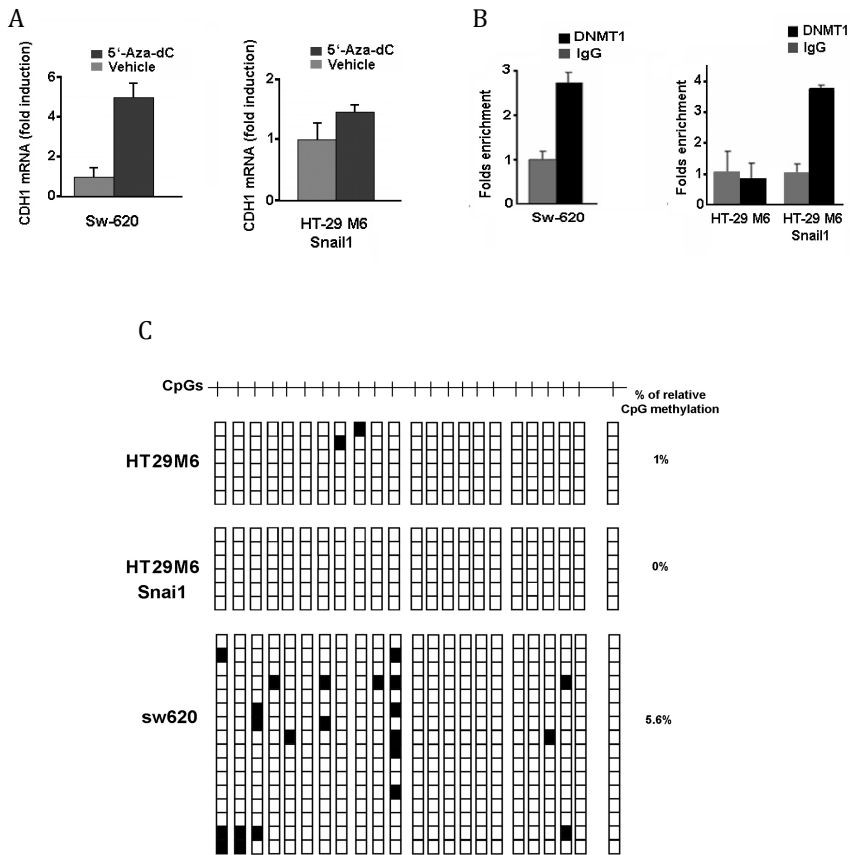 A
5‘-Aza-dC
Vehicle
CDH1 mRNA (fold induction)
6
4
2
0
Sw-620
5‘-Aza-dC
Vehicle
CDH1 mRNA (fold induction)
2
1
0
HT-29 M6
Snail1
B
DNMT1
IgG
Folds enrichment
3
2
1
0
Sw-620
DNMT1
IgG
Folds enrichment
4
3
2
1
0
HT-29 M6
HT-29 M6
Snail1
C
CpGs
% of relative
CpG methylation
HT29M6
1%
HT29M6
Snai1
0%
sw620
5.6%